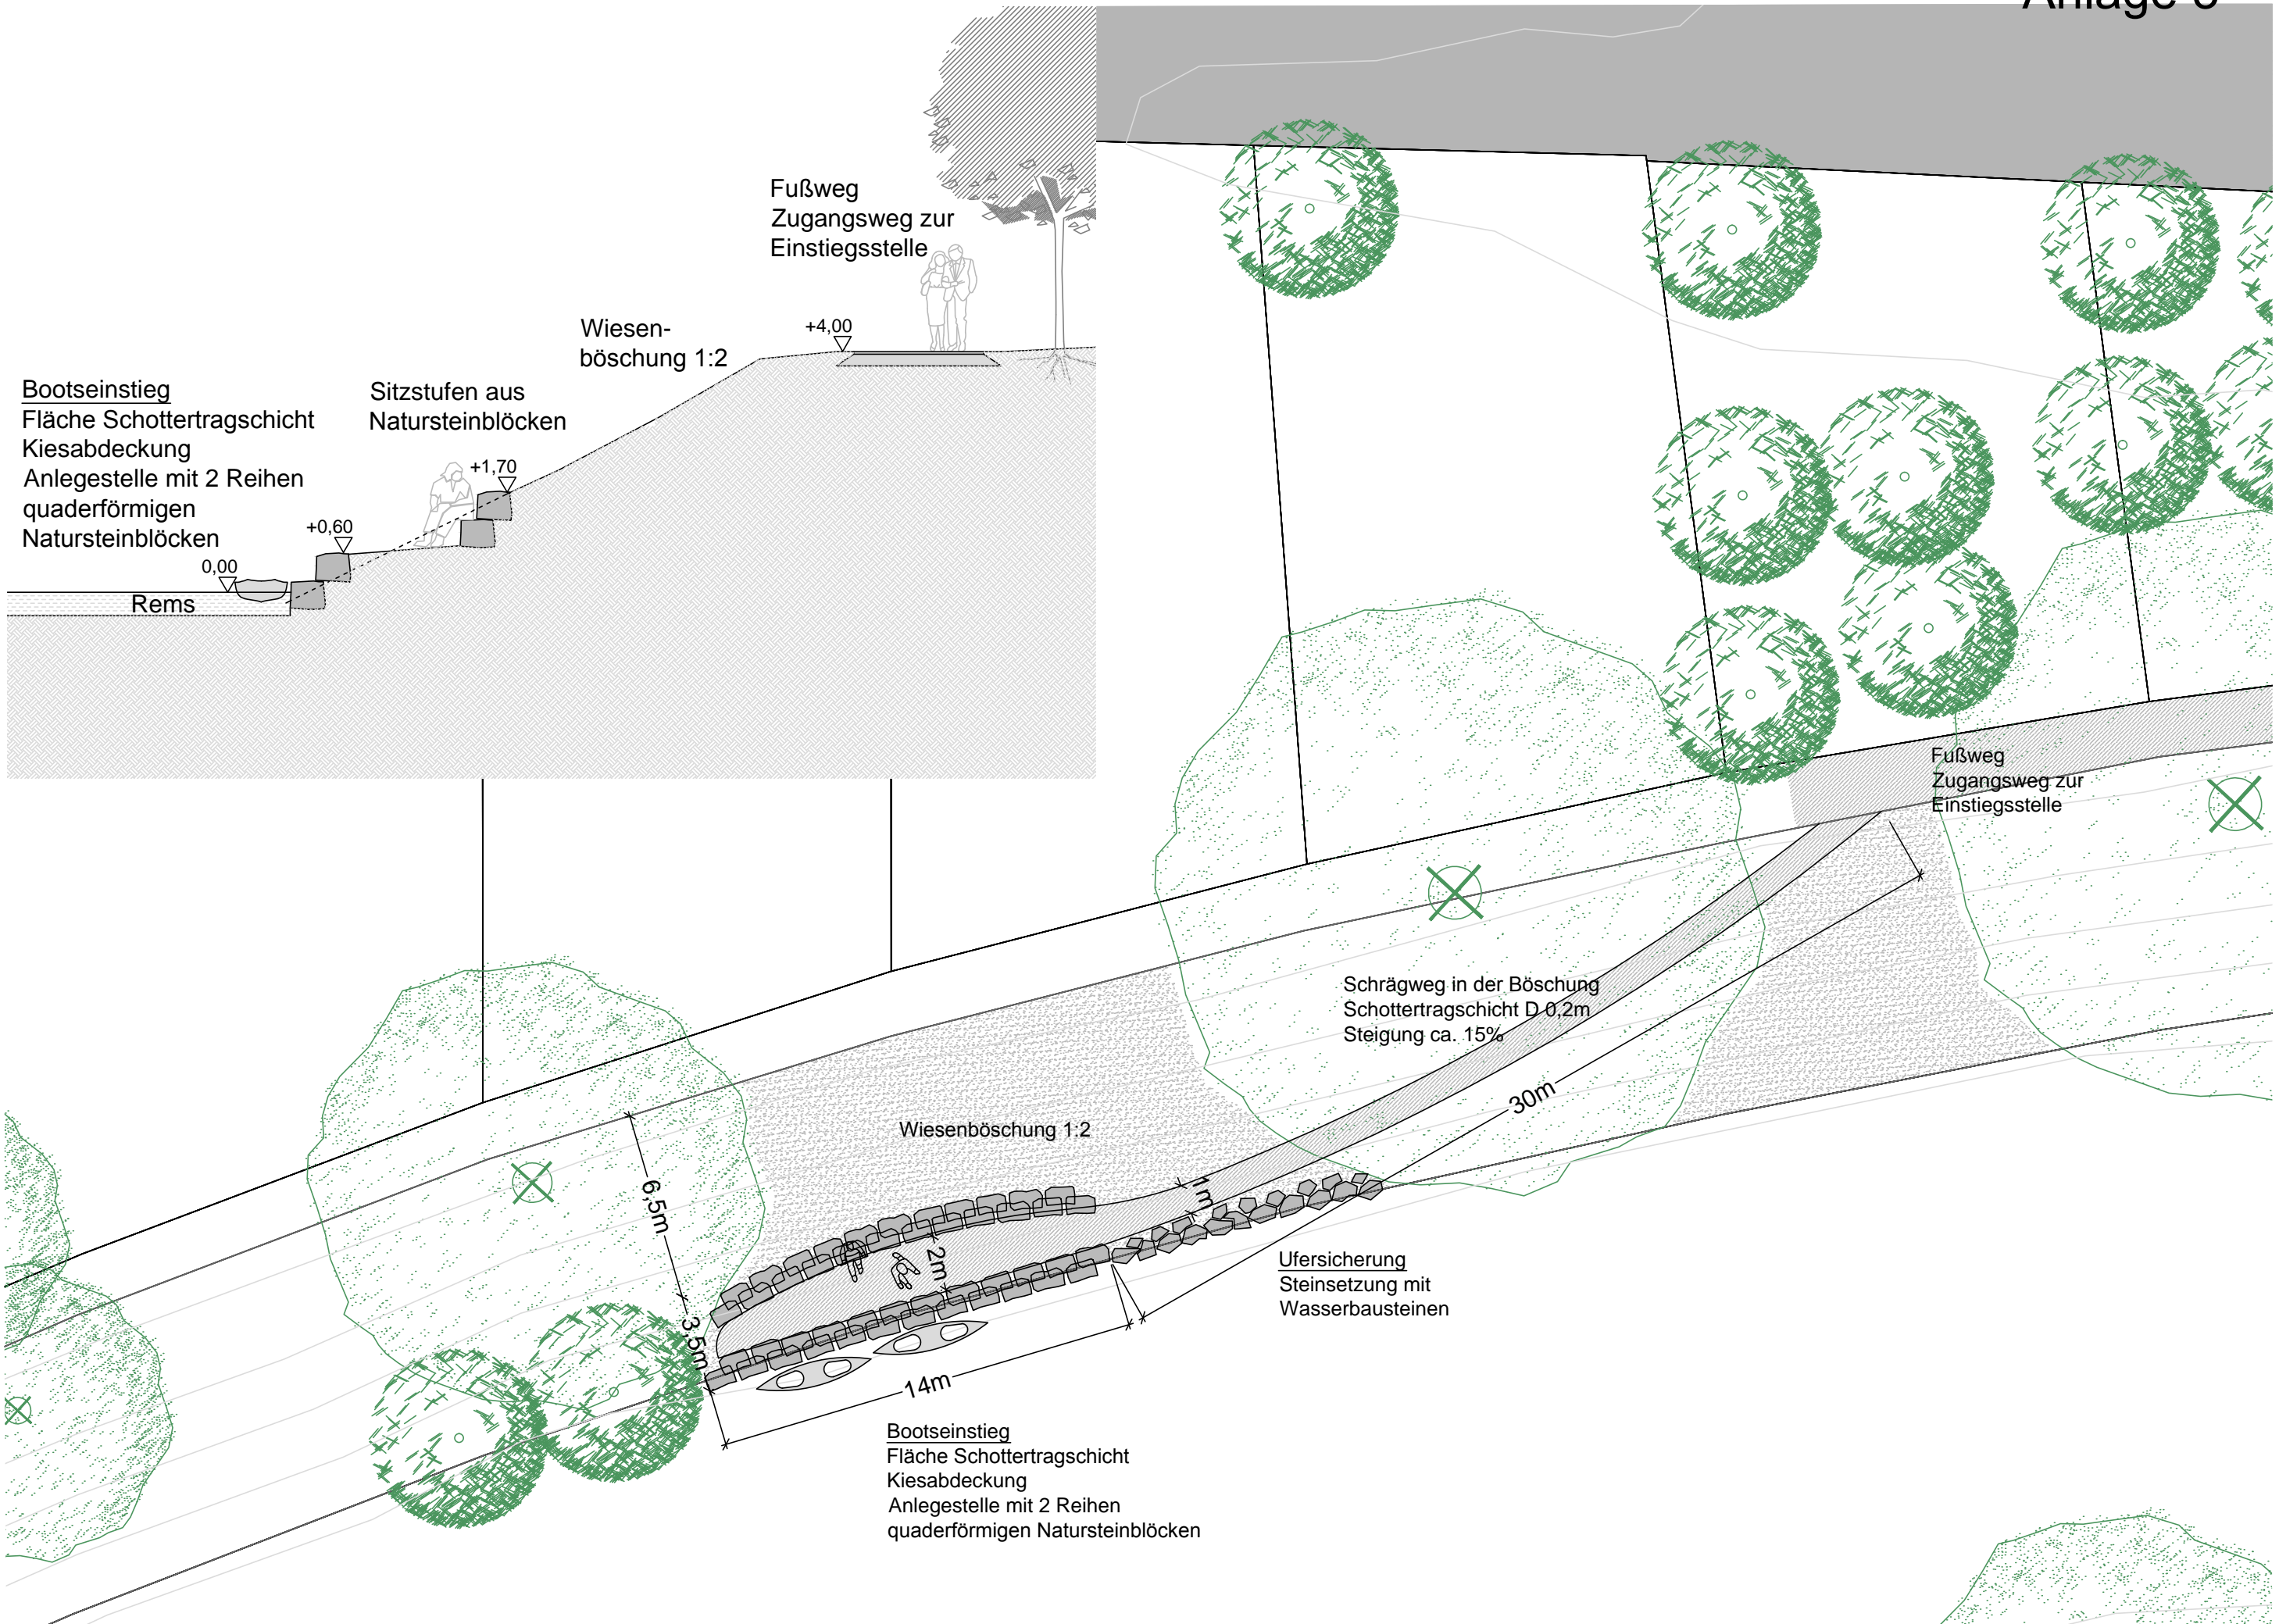 Fußweg
Zugangsweg zur
Einstiegsstelle
Wiesen-
böschung 1:2
+4,00
Bootseinstieg
Fläche Schottertragschicht
Kiesabdeckung
Anlegestelle mit 2 Reihen
quaderförmigen
Natursteinblöcken
Sitzstufen aus
Natursteinblöcken
+1,70
+0,60
0,00
Rems
Fußweg
Zugangsweg zur
Einstiegsstelle
Schrägweg in der Böschung
Schottertragschicht D 0,2m
Steigung ca. 15%
30m
Wiesenböschung 1:2
6,5m
1m
2m
3,5m
14m
Ufersicherung
Steinsetzung mit
Wasserbausteinen
Bootseinstieg
Fläche Schottertragschicht
Kiesabdeckung
Anlegestelle mit 2 Reihen
quaderförmigen Natursteinblöcken